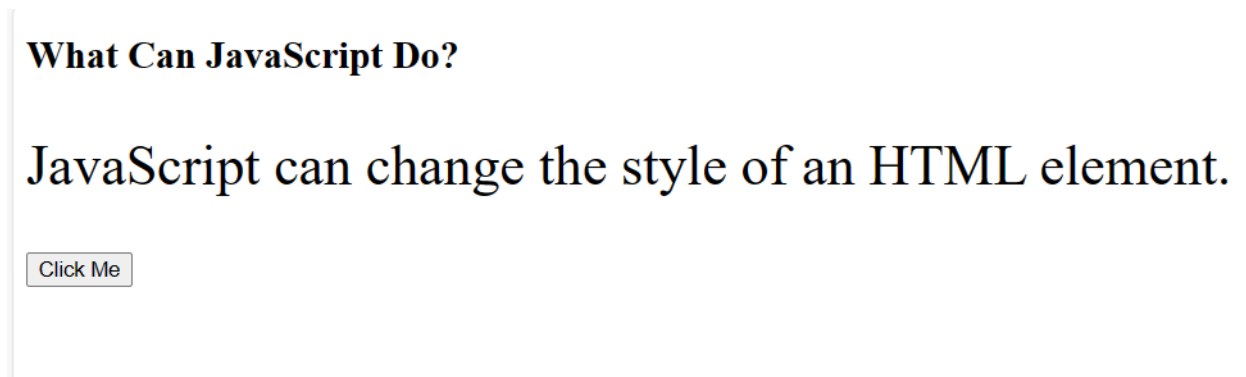 What Can JavaScript Do?
JavaScript can change the style of an HTML element.
Click Me